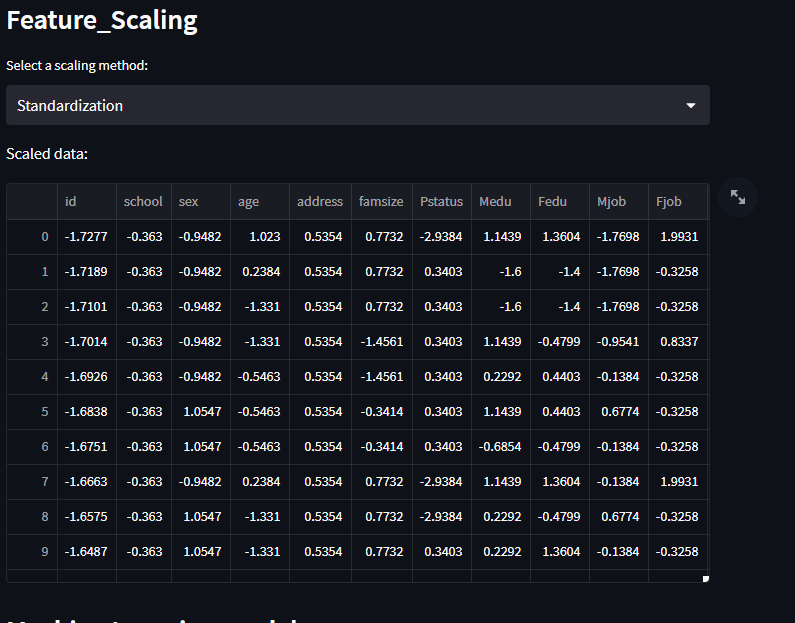 Feature_Scaling
Select a scaling method:
Standardization
Scaled data:
id school sex age address famsize Pstatus Medu Fedu Mjob Fjob
0 -1.7277 -0.363 -0.9482 1.023 0.5354 0.7732 -2.9384 1.1439 1.3604 -1.7698 1.9931
1 -1.7189 -0.363 -0.9482 0.2384 0.5354 0.7732 0.3403 -1.6 -1.4 -1.7698 -0.3258
2 -1.7101 -0.363 -0.9482 -1.331 0.5354 0.7732 0.3403 -1.6 -1.4 -1.7698 -0.3258
3 -1.7014 -0.363 -0.9482 -1.331 0.5354 -1.4561 0.3403 1.1439 -0.4799 -0.9541 0.8337
4 -1.6926 -0.363 -0.9482 -0.5463 0.5354 -1.4561 0.3403 0.2292 0.4403 -0.1384 -0.3258
5 -1.6838 -0.363 1.0547 -0.5463 0.5354 -0.3414 0.3403 1.1439 0.4403 0.6774 -0.3258
6 -1.6751 -0.363 1.0547 -0.5463 0.5354 -0.3414 0.3403 -0.6854 -0.4799 -0.1384 -0.3258
7 -1.6663 -0.363 -0.9482 0.2384 0.5354 0.7732 -2.9384 1.1439 1.3604 -0.1384 1.9931
8 -1.6575 -0.363 1.0547 -1.331 0.5354 0.7732 -2.9384 0.2292 -0.4799 0.6774 -0.3258
9 -1.6487 -0.363 1.0547 -1.331 0.5354 0.7732 0.3403 0.2292 1.3604 -0.1384 -0.3258